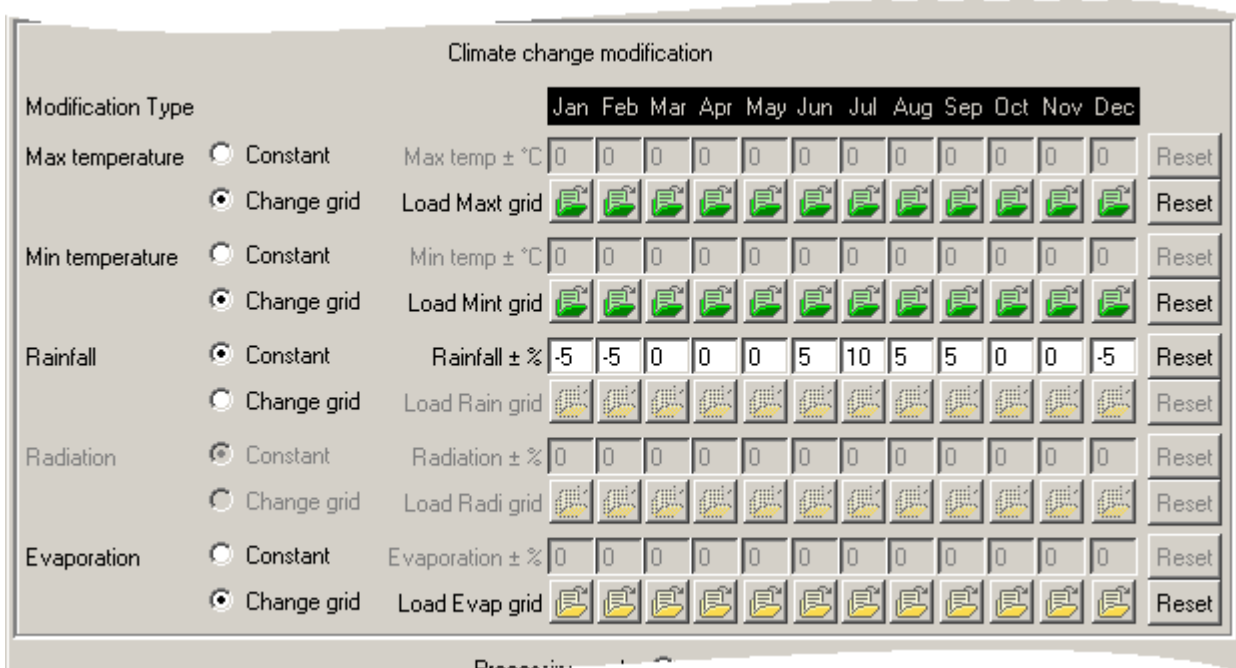 Climate change modification
Modification Type Jan Feb Mar Apr May Jun Jul Aug Sep Oct Nov Dec
Max temperature Constant Max temp ± °C 0 0 0 0 0 0 0 0 0 0 0 0 Reset
Change grid Load Maxt grid Reset
Min temperature Constant Min temp ± °C 0 0 0 0 0 0 0 0 0 0 0 0 Reset
Change grid Load Mint grid Reset
Rainfall Constant Rainfall ± % -5 -5 0 0 0 5 10 5 5 0 0 -5 Reset
Change grid Load Rain grid Reset
Radiation Constant Radiation ± % 0 0 0 0 0 0 0 0 0 0 0 0 Reset
Change grid Load Radi grid Reset
Evaporation Constant Evaporation ± % 0 0 0 0 0 0 0 0 0 0 0 0 Reset
Change grid Load Evap grid Reset